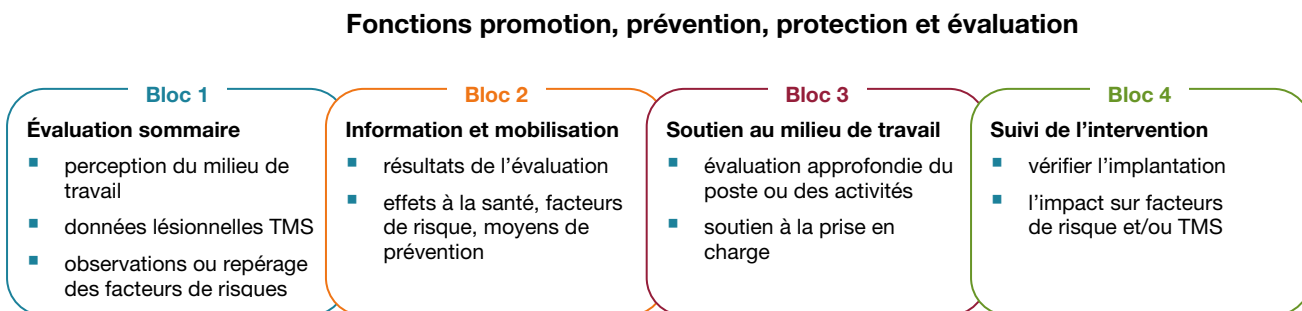 Fonctions promotion, prévention, protection et évaluation
Bloc 1
Évaluation sommaire
▪ perception du milieu de
travail
▪ données lésionnelles TMS
▪ observations ou repérage
des facteurs de risques
Bloc 2
Information et mobilisation
▪ résultats de l’évaluation
▪ effets à la santé, facteurs
de risque, moyens de
prévention
Bloc 3
Soutien au milieu de travail
▪ évaluation approfondie du
poste ou des activités
▪ soutien à la prise en
charge
Bloc 4
Suivi de l’intervention
▪ vérifier l’implantation
▪ l’impact sur facteurs
de risque et/ou TMS